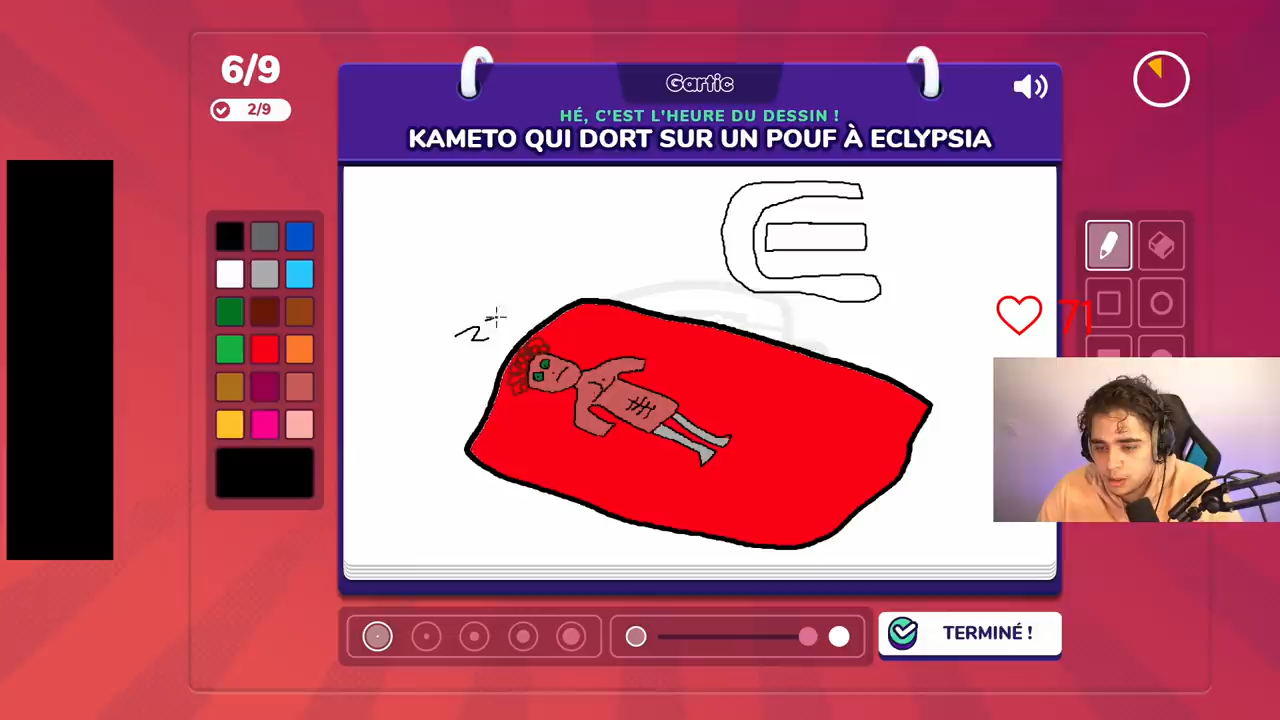 6/9
2/9
Gartic
HÉ, C'EST L'HEURE DU DESSIN !
KAMETO QUI DORT SUR UN POUF À ECLYPSIA
E
z
71
TERMINÉ !